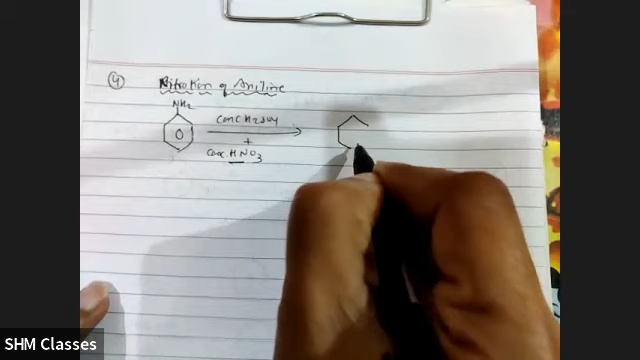 4 Nitration of Aniline
NH2
Conc H2SO4
+
Conc. HNO3
SHM Classes